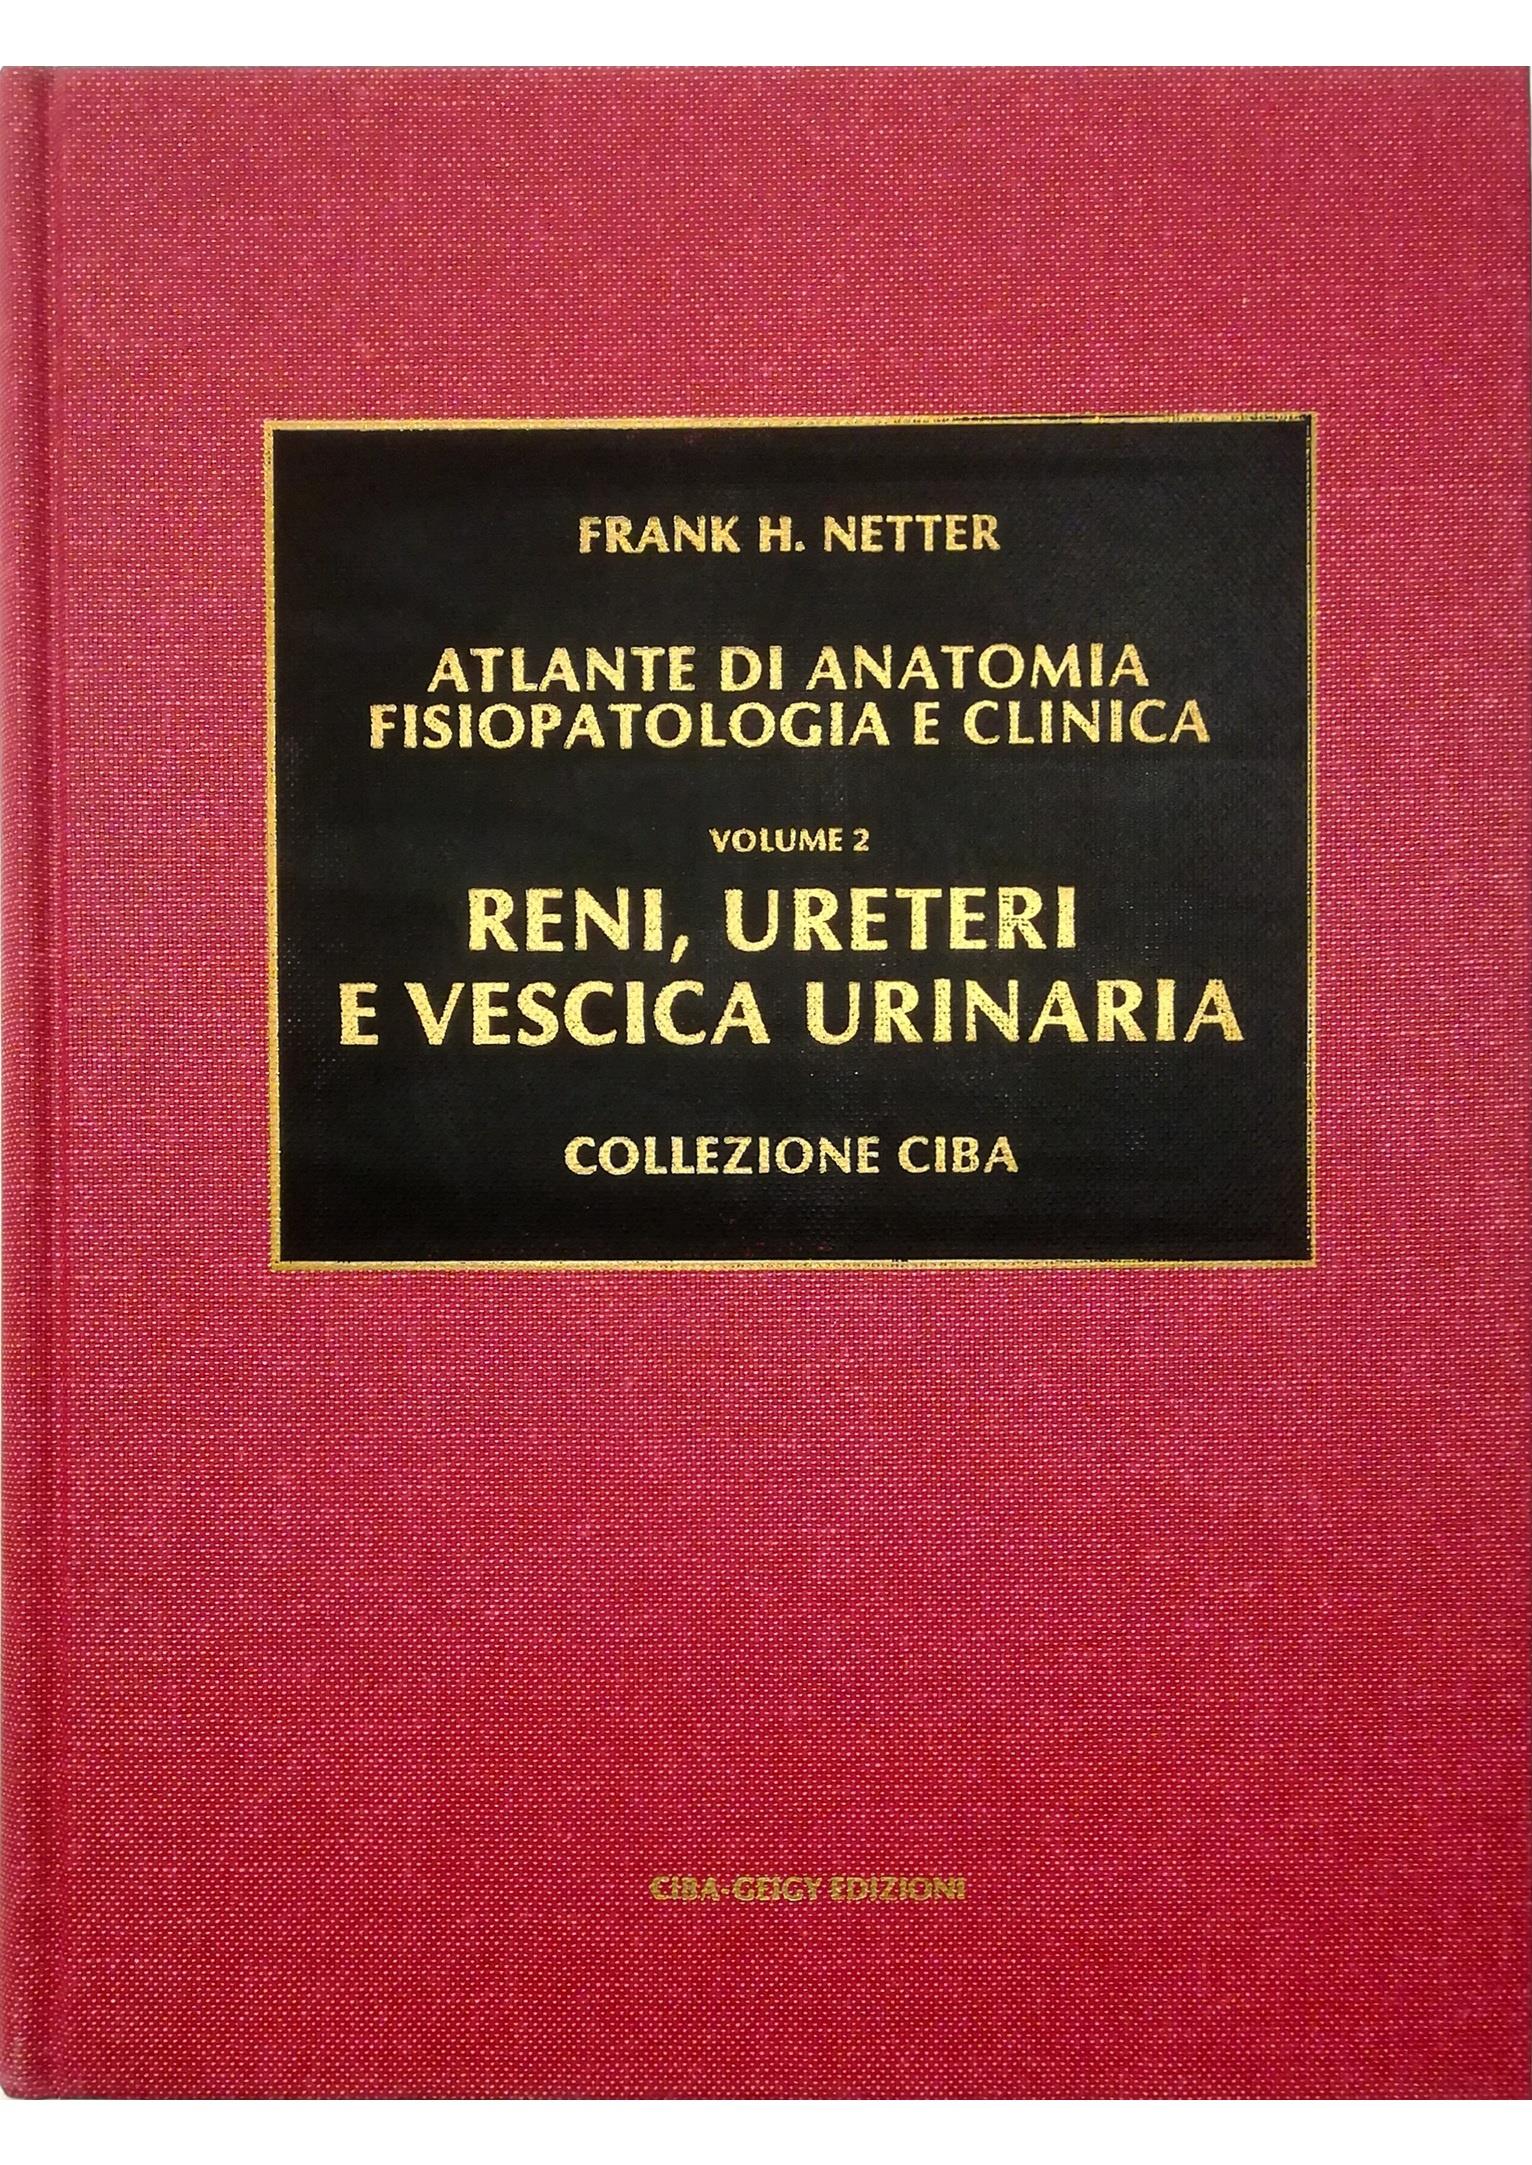 FRANK H. NETTER
ATLANTE DI ANATOMIA
FISIOPATOLOGIA E CLINICA
VOLUME 2
RENI, URETERI
E VESCICA URINARIA
COLLEZIONE CIBA
CIBA-GEIGY EDIZIONI